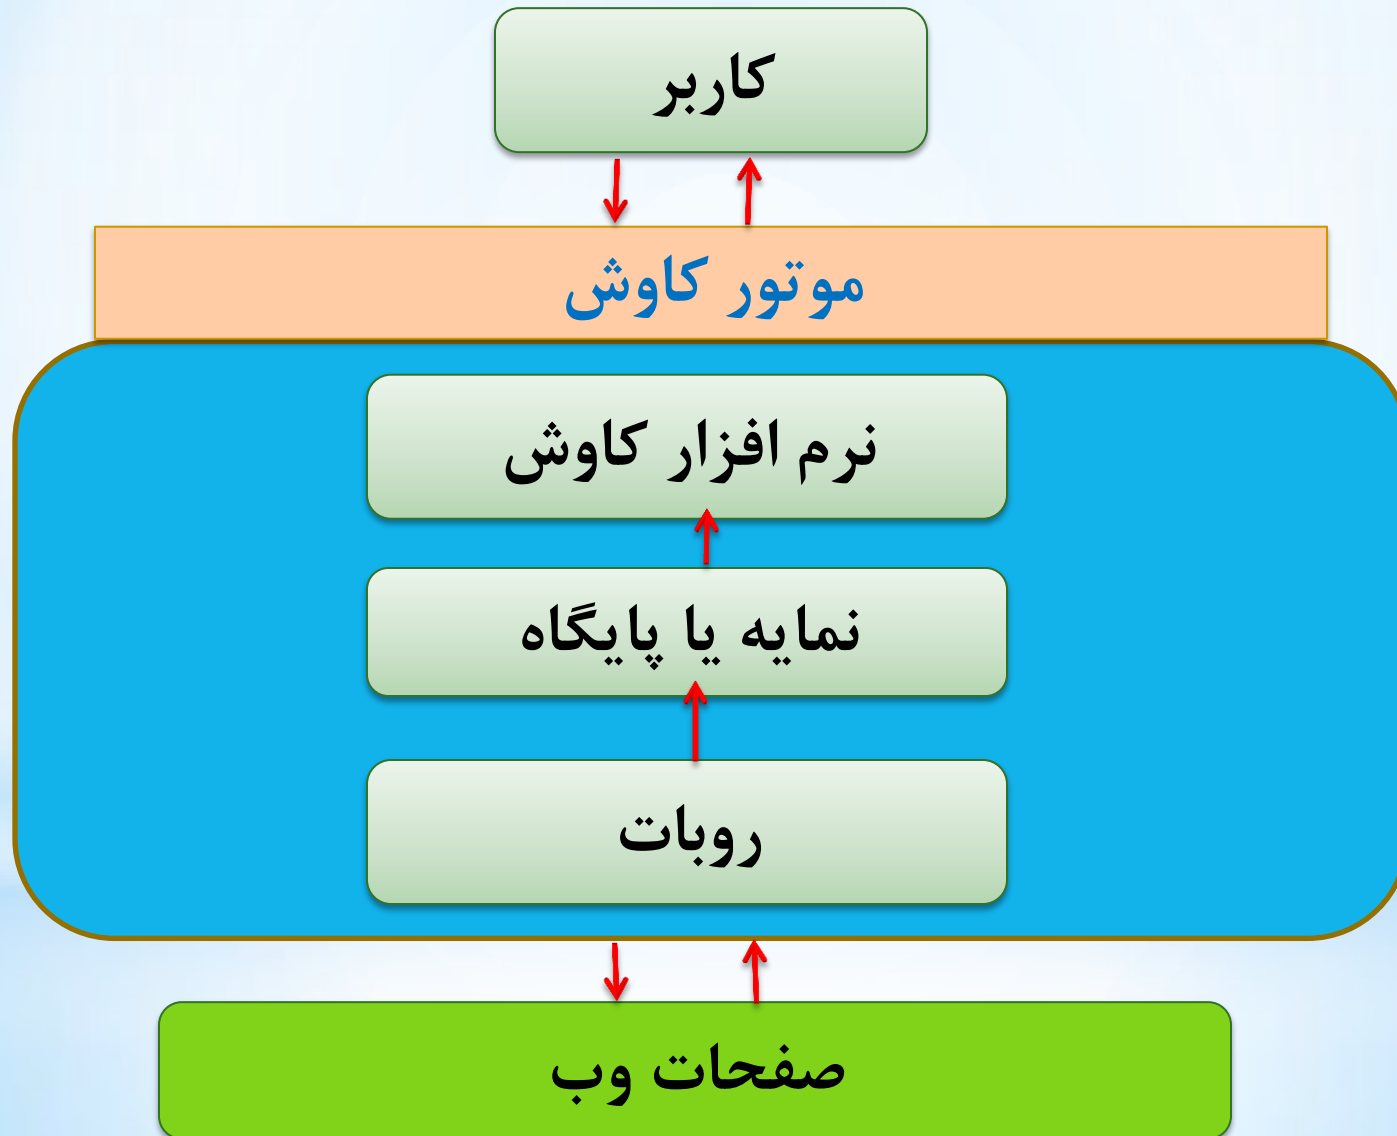 کاربر
موتور کاوش
نرم افزار کاوش
نمایه یا پایگاه
روبات
صفحات وب